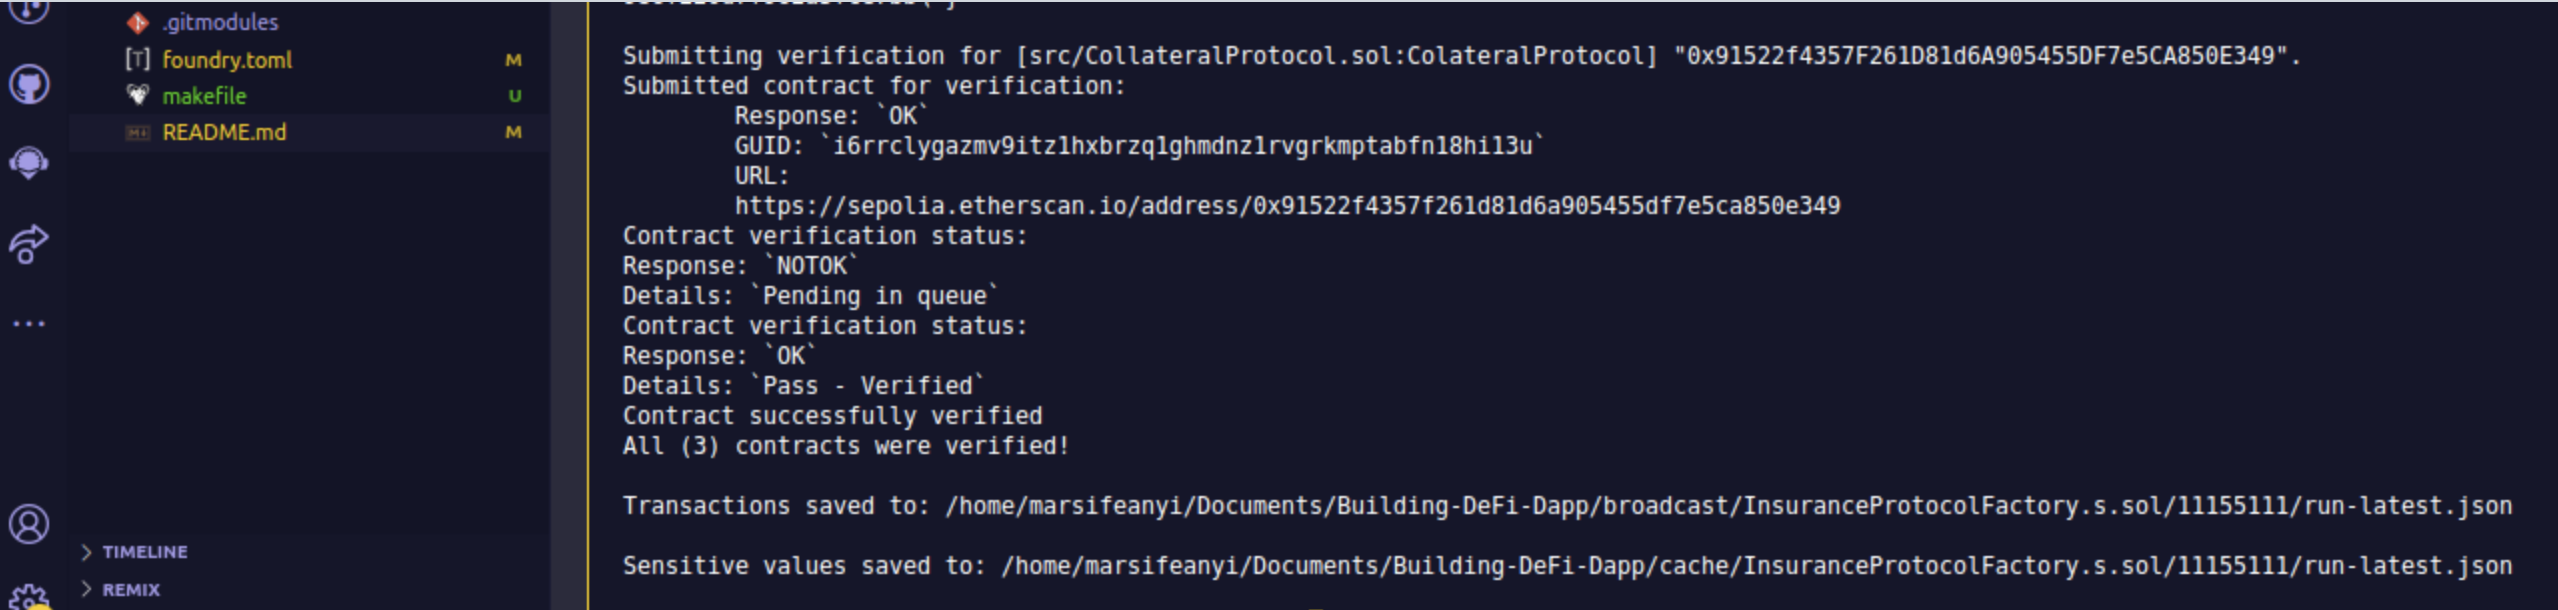 .gitmodules
foundry.toml M
makefile U
README.md M
TIMELINE
REMIX
Submitting verification for [src/CollateralProtocol.sol:ColateralProtocol] "0x91522f4357F261D81d6A905455DF7e5CA850E349".
Submitted contract for verification:
Response: `OK`
GUID: `i6rrclygazmv9itz1hxbrzq1ghmdnz1rvgrkmptabfn18hi13u`
URL:
https://sepolia.etherscan.io/address/0x91522f4357f261d81d6a905455df7e5ca850e349
Contract verification status:
Response: `NOTOK`
Details: `Pending in queue`
Contract verification status:
Response: `OK`
Details: `Pass - Verified`
Contract successfully verified
All (3) contracts were verified!
Transactions saved to: /home/marsifeanyi/Documents/Building-DeFi-Dapp/broadcast/InsuranceProtocolFactory.s.sol/11155111/run-latest.json
Sensitive values saved to: /home/marsifeanyi/Documents/Building-DeFi-Dapp/cache/InsuranceProtocolFactory.s.sol/11155111/run-latest.json